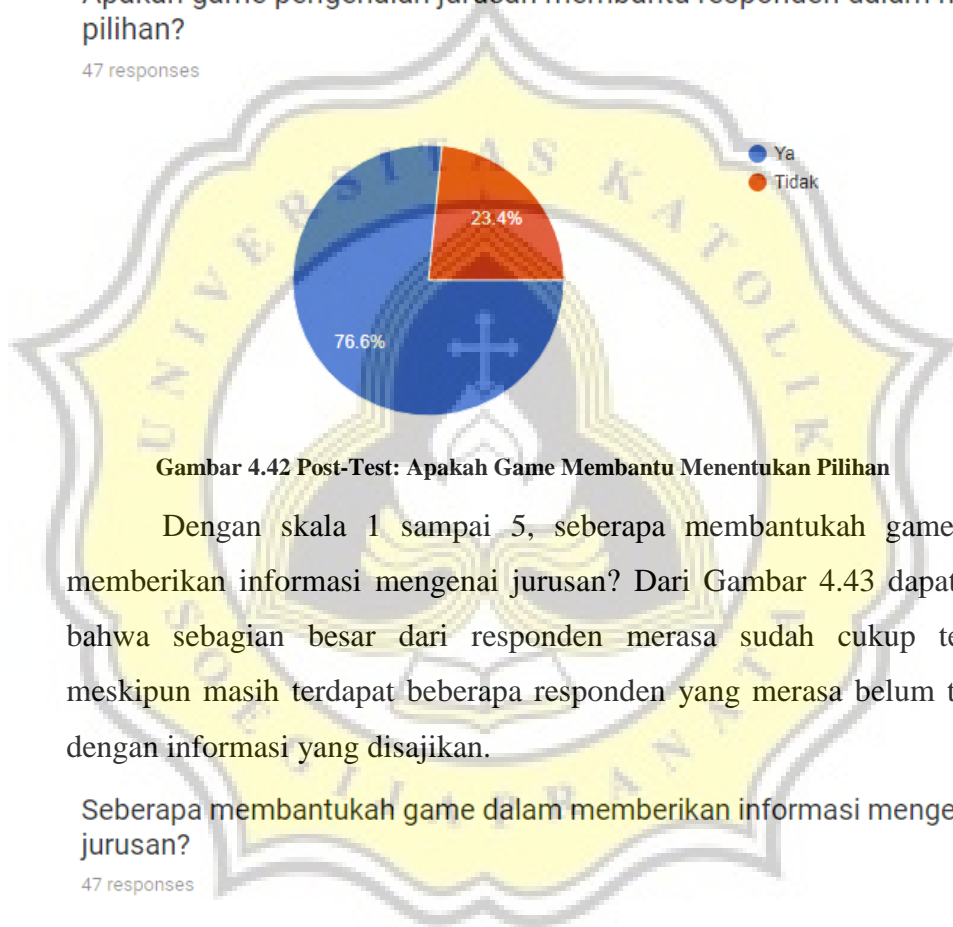 pilihan?
47 responses
Ya
Tidak
23.4%
76.6%
UNIVERSITAS KATOLIK
SOEGIJAPRANATA
Gambar 4.42 Post-Test: Apakah Game Membantu Menentukan Pilihan
Dengan skala 1 sampai 5, seberapa membantukah game
memberikan informasi mengenai jurusan? Dari Gambar 4.43 dapat
bahwa sebagian besar dari responden merasa sudah cukup
meskipun masih terdapat beberapa responden yang merasa belum
dengan informasi yang disajikan.
Seberapa membantukah game dalam memberikan informasi
jurusan?
47 responses